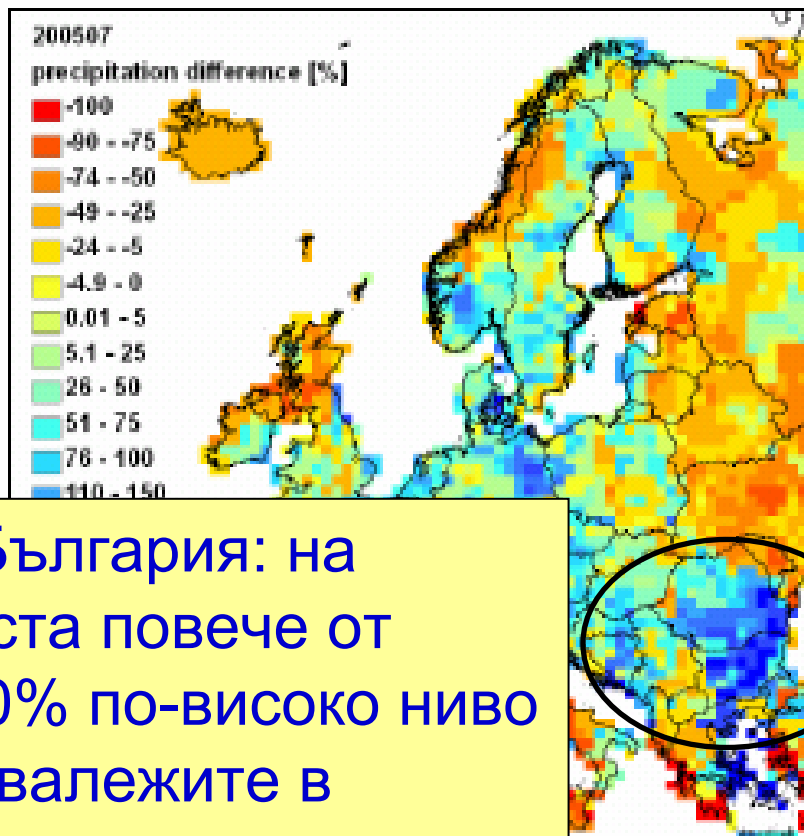 200507
precipitation difference [%]
-100
-90 - -75
-74 - -50
-49 - -25
-24 - -5
-4.9 - 0
0.01 - 5
5.1 - 25
26 - 50
51 - 75
76 - 100
110 - 150
България: на
ста повече от
0% по-високо ниво
валежите в